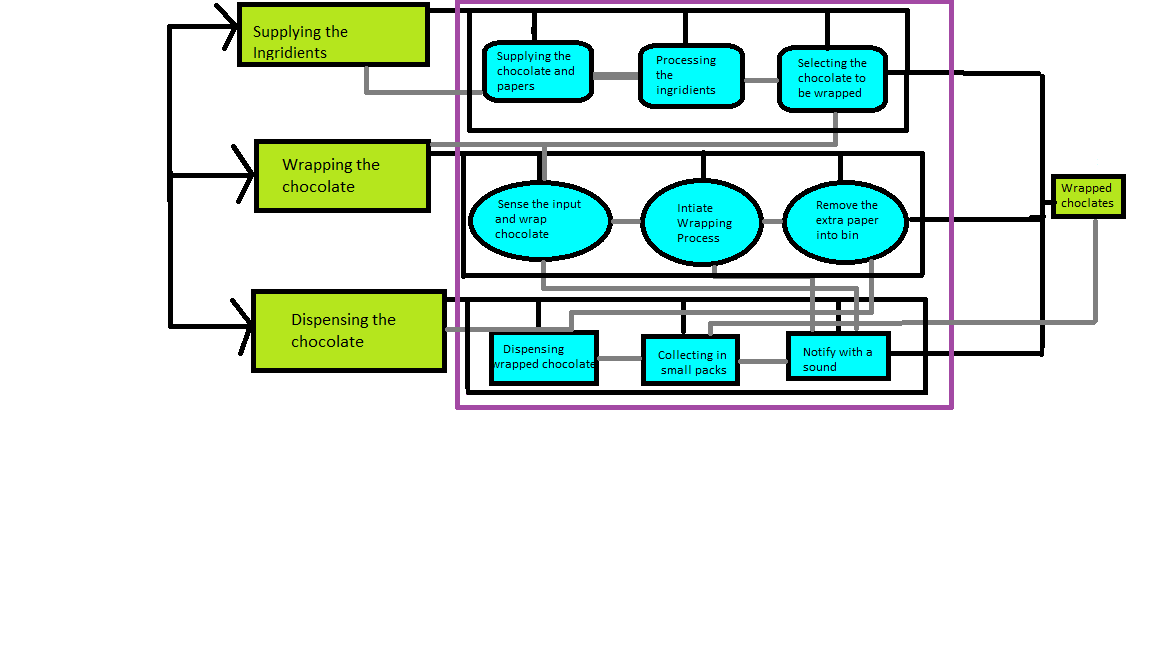 Supplying the
Ingridients
Supplying the
chocolate and
papers
Processing
the
ingridients
Selecting the
chocolate to
be wrapped
Wrapping the
chocolate
Sense the input
and wrap
chocolate
Intiate
Wrapping
Process
Remove the
extra paper
into bin
Wrapped
choclates
Dispensing the
chocolate
Dispensing
wrapped chocolate
Collecting in
small packs
Notify with a
sound